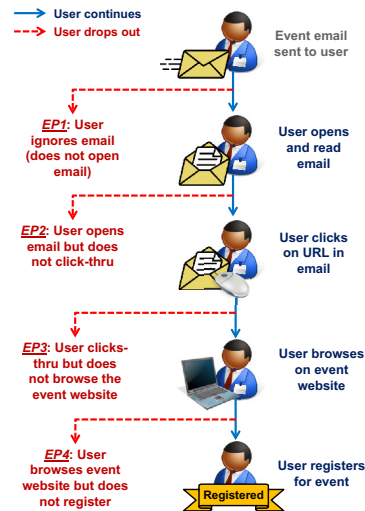 User continues
User drops out
Event email
sent to user
EP1: User
ignores email
(does not open
email)
User opens
and read
email
EP2: User opens
email but does
not click-thru
User clicks
on URL in
email
EP3: User clicks-
thru but does
not browse the
event website
User browses
on event
website
EP4: User
browses event
website but does
not register
User registers
for event
Registered